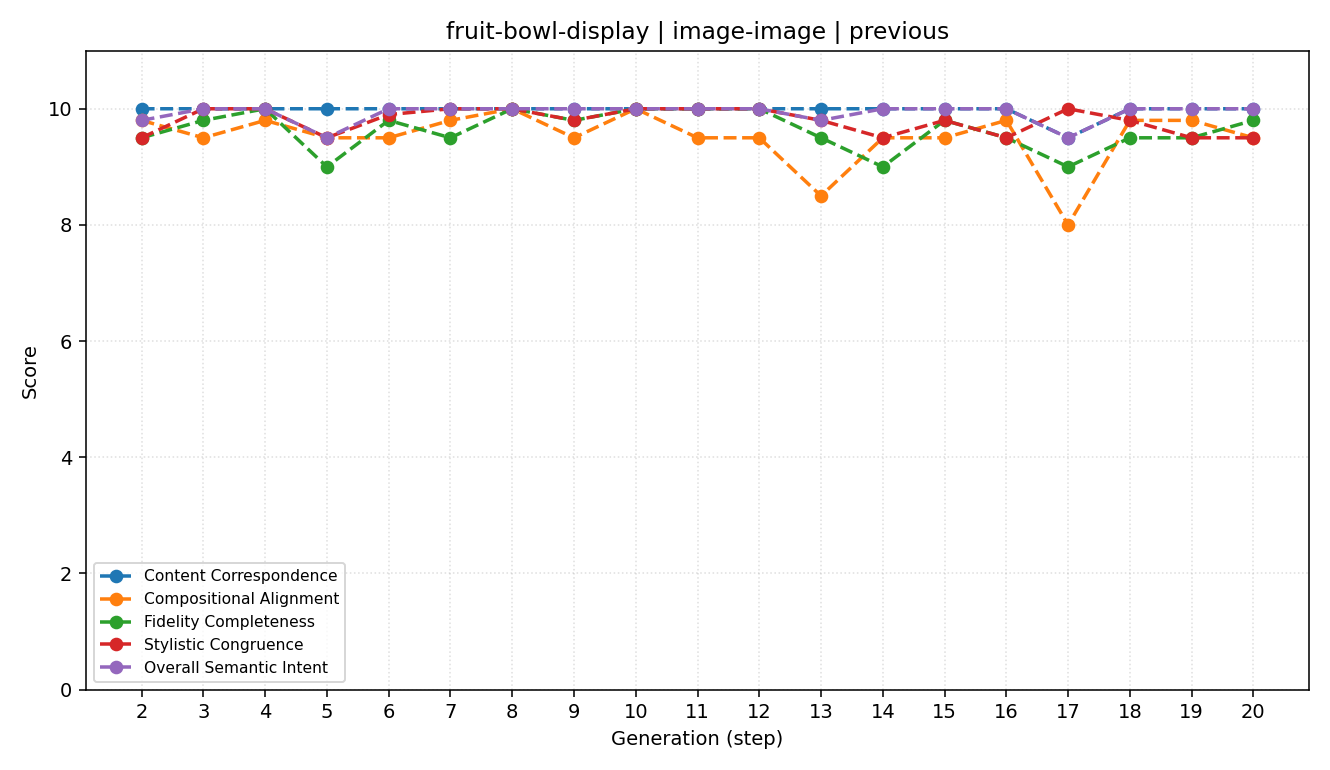 fruit-bowl-display | image-image | previous
Score
10
8
6
4
2
0
Content Correspondence
Compositional Alignment
Fidelity Completeness
Stylistic Congruence
Overall Semantic Intent
2 3 4 5 6 7 8 9 10 11 12 13 14 15 16 17 18 19 20
Generation (step)